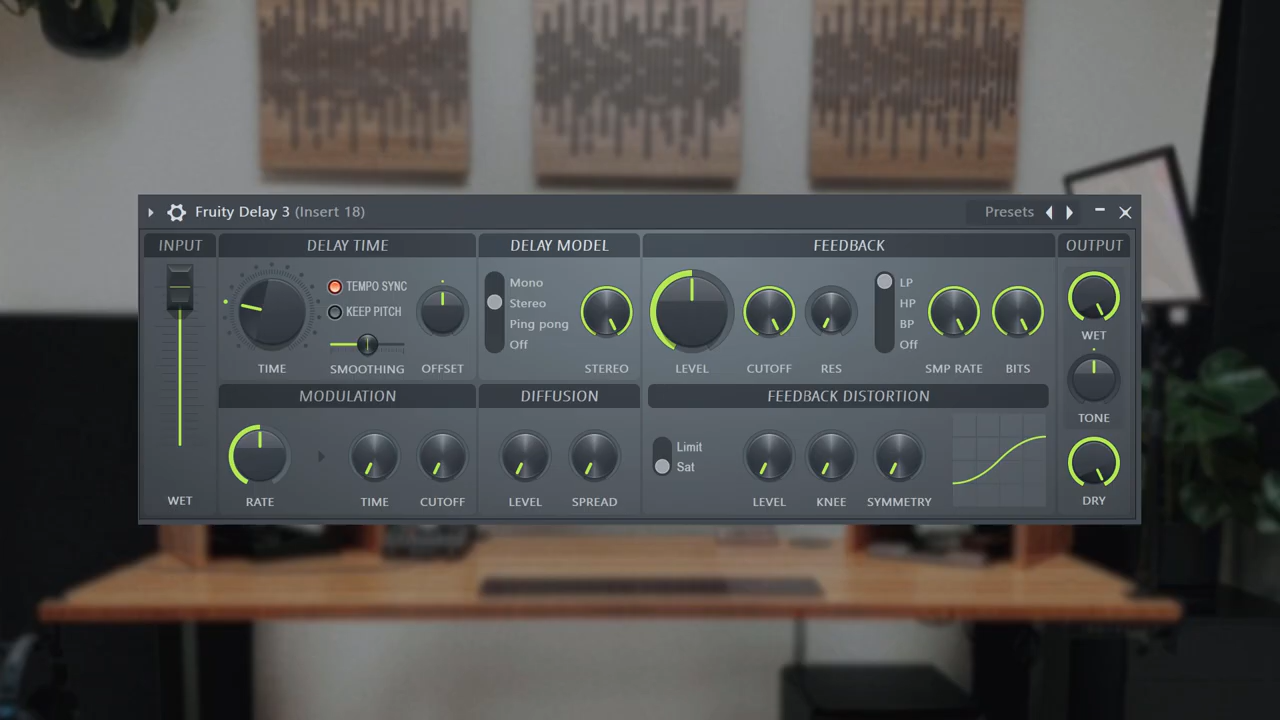 Fruity Delay 3 (Insert 18)
Presets
INPUT
WET
DELAY TIME
TEMPO SYNC
KEEP PITCH
TIME
SMOOTHING
OFFSET
DELAY MODEL
Mono
Stereo
Ping pong
Off
STEREO
FEEDBACK
LEVEL
CUTOFF
RES
LP
HP
BP
Off
SMP RATE
BITS
OUTPUT
WET
TONE
DRY
MODULATION
RATE
TIME
CUTOFF
DIFFUSION
LEVEL
SPREAD
FEEDBACK DISTORTION
Limit
Sat
LEVEL
KNEE
SYMMETRY